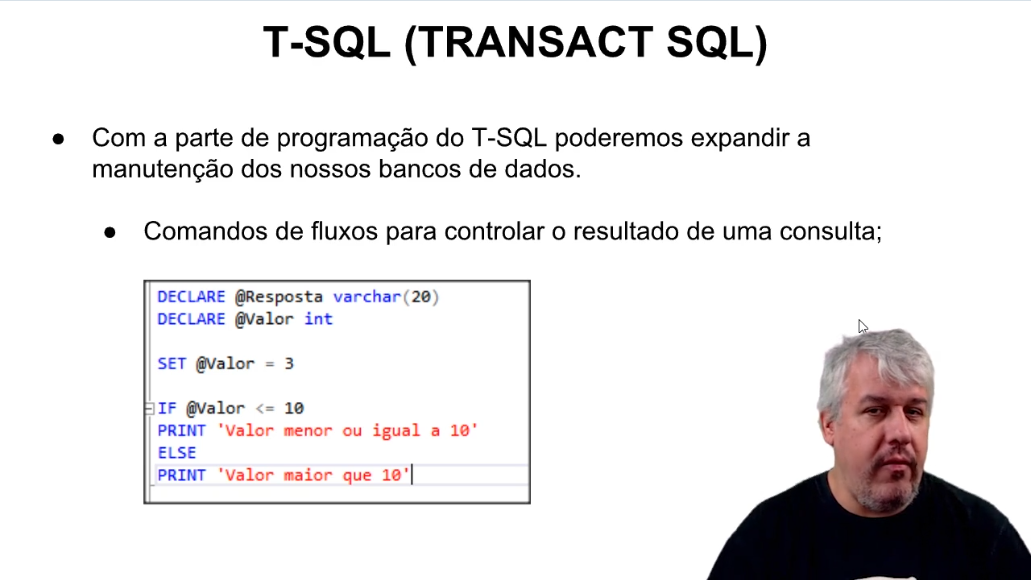 T-SQL (TRANSACT SQL)
● Com a parte de programação do T-SQL poderemos expandir a
manutenção dos nossos bancos de dados.
● Comandos de fluxos para controlar o resultado de uma consulta;
DECLARE @Resposta varchar(20)
DECLARE @Valor int
SET @Valor = 3
IF @Valor <= 10
PRINT 'Valor menor ou igual a 10'
ELSE
PRINT 'Valor maior que 10'